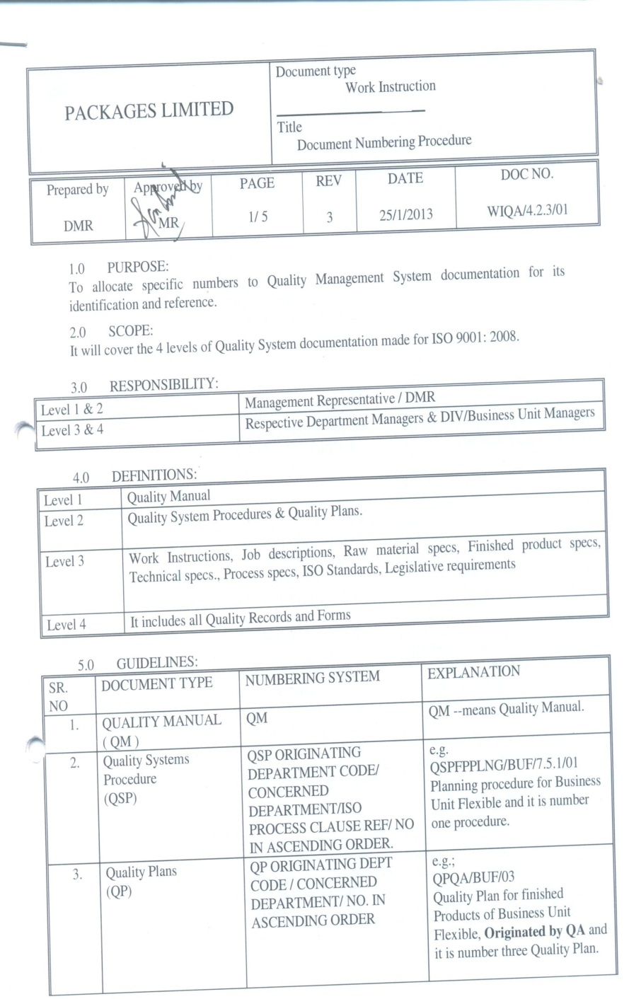 PACKAGES LIMITED
Document type
Work Instruction
Title
Document Numbering Procedure
Prepared by
DMR
Approved by
MR
PAGE
1/ 5
REV
3
DATE
25/1/2013
DOC NO.
WIQA/4.2.3/01
1.0 PURPOSE:
To allocate specific numbers to Quality Management System documentation for its
identification and reference.
2.0 SCOPE:
It will cover the 4 levels of Quality System documentation made for ISO 9001: 2008.
3.0 RESPONSIBILITY:
Level 1 & 2 Management Representative / DMR
Level 3 & 4 Respective Department Managers & DIV/Business Unit Managers
4.0 DEFINITIONS:
Level 1 Quality Manual
Level 2 Quality System Procedures & Quality Plans.
Level 3 Work Instructions, Job descriptions, Raw material specs, Finished product specs,
Technical specs., Process specs, ISO Standards, Legislative requirements
Level 4 It includes all Quality Records and Forms
5.0 GUIDELINES:
SR.
NO
DOCUMENT TYPE
NUMBERING SYSTEM
EXPLANATION
1.
QUALITY MANUAL
( QM )
QM
QM --means Quality Manual.
2.
Quality Systems
Procedure
(QSP)
QSP ORIGINATING
DEPARTMENT CODE/
CONCERNED
DEPARTMENT/ISO
PROCESS CLAUSE REF/ NO
IN ASCENDING ORDER.
e.g.
QSPFPPLNG/BUF/7.5.1/01
Planning procedure for Business
Unit Flexible and it is number
one procedure.
3.
Quality Plans
(QP)
QP ORIGINATING DEPT
CODE / CONCERNED
DEPARTMENT/ NO. IN
ASCENDING ORDER
e.g.;
QPQA/BUF/03
Quality Plan for finished
Products of Business Unit
Flexible, Originated by QA and
it is number three Quality Plan.